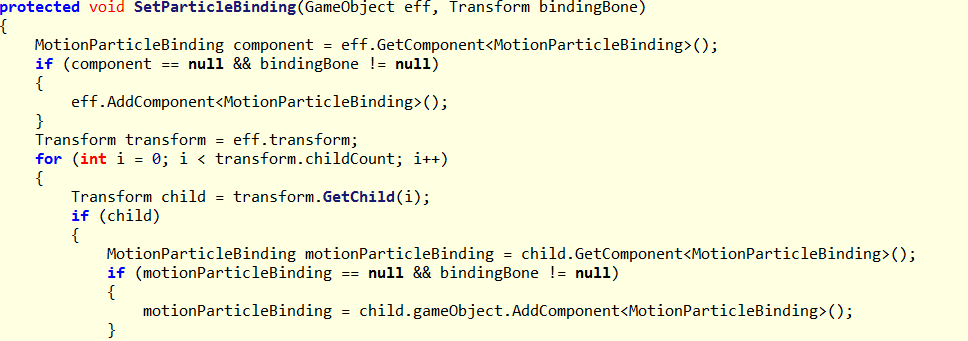 protected void SetParticleBinding(GameObject eff, Transform bindingBone)
{
    MotionParticleBinding component = eff.GetComponent<MotionParticleBinding>();
    if (component == null && bindingBone != null)
    {
        eff.AddComponent<MotionParticleBinding>();
    }
    Transform transform = eff.transform;
    for (int i = 0; i < transform.childCount; i++)
    {
        Transform child = transform.GetChild(i);
        if (child)
        {
            MotionParticleBinding motionParticleBinding = child.GetComponent<MotionParticleBinding>();
            if (motionParticleBinding == null && bindingBone != null)
            {
                motionParticleBinding = child.gameObject.AddComponent<MotionParticleBinding>();
            }